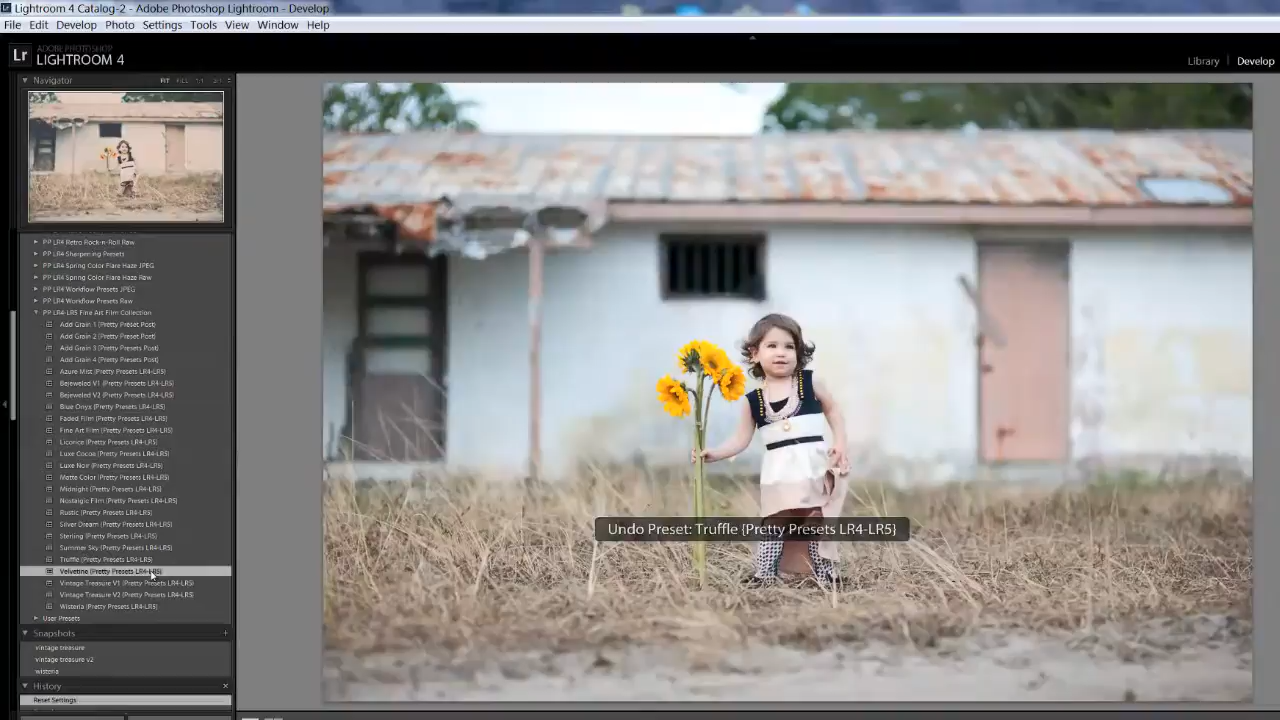 Lightroom 4 Catalog-2 - Adobe Photoshop Lightroom - Develop
File Edit Develop Photo Settings Tools View Window Help
Lr ADOBE PHOTOSHOP
LIGHTROOM 4
Library | Develop
Navigator FIT FILL 1:1 3:1
PP LR4 Retro Rock-n-Roll Raw
PP LR4 Sharpening Presets
PP LR4 Spring Color Flare Haze JPEG
PP LR4 Spring Color Flare Haze Raw
PP LR4 Workflow Presets JPEG
PP LR4 Workflow Presets Raw
PP LR4-LR5 Fine Art Film Collection
Add Grain 1 {Pretty Preset Post}
Add Grain 2 {Pretty Preset Post}
Add Grain 3 {Pretty Preset Post}
Add Grain 4 {Pretty Presets Post}
Azure Mist {Pretty Presets LR4-LR5}
Bejeweled V1 {Pretty Presets LR4-LR5}
Bejeweled V2 {Pretty Presets LR4-LR5}
Blue Onyx {Pretty Presets LR4-LR5}
Faded Film {Pretty Presets LR4-LR5}
Fine Art Film {Pretty Presets LR4-LR5}
Licorice {Pretty Presets LR4-LR5}
Luxe Cocoa {Pretty Presets LR4-LR5}
Luxe Noir {Pretty Presets LR4-LR5}
Matte Color {Pretty Presets LR4-LR5}
Midnight {Pretty Presets LR4-LR5}
Nostalgic Film {Pretty Presets LR4-LR5}
Rustic {Pretty Presets LR4-LR5}
Silver Dream {Pretty Presets LR4-LR5}
Sterling {Pretty Presets LR4-LR5}
Summer Sky {Pretty Presets LR4-LR5}
Truffle {Pretty Presets LR4-LR5}
Velvetine {Pretty Presets LR4-LR5}
Vintage Treasure V1 {Pretty Presets LR4-LR5}
Vintage Treasure V2 {Pretty Presets LR4-LR5}
Wisteria {Pretty Presets LR4-LR5}
User Presets
Snapshots +
vintage treasure
vintage treasure v2
wisteria
History ×
Reset Settings
Undo Preset: Truffle {Pretty Presets LR4-LR5}